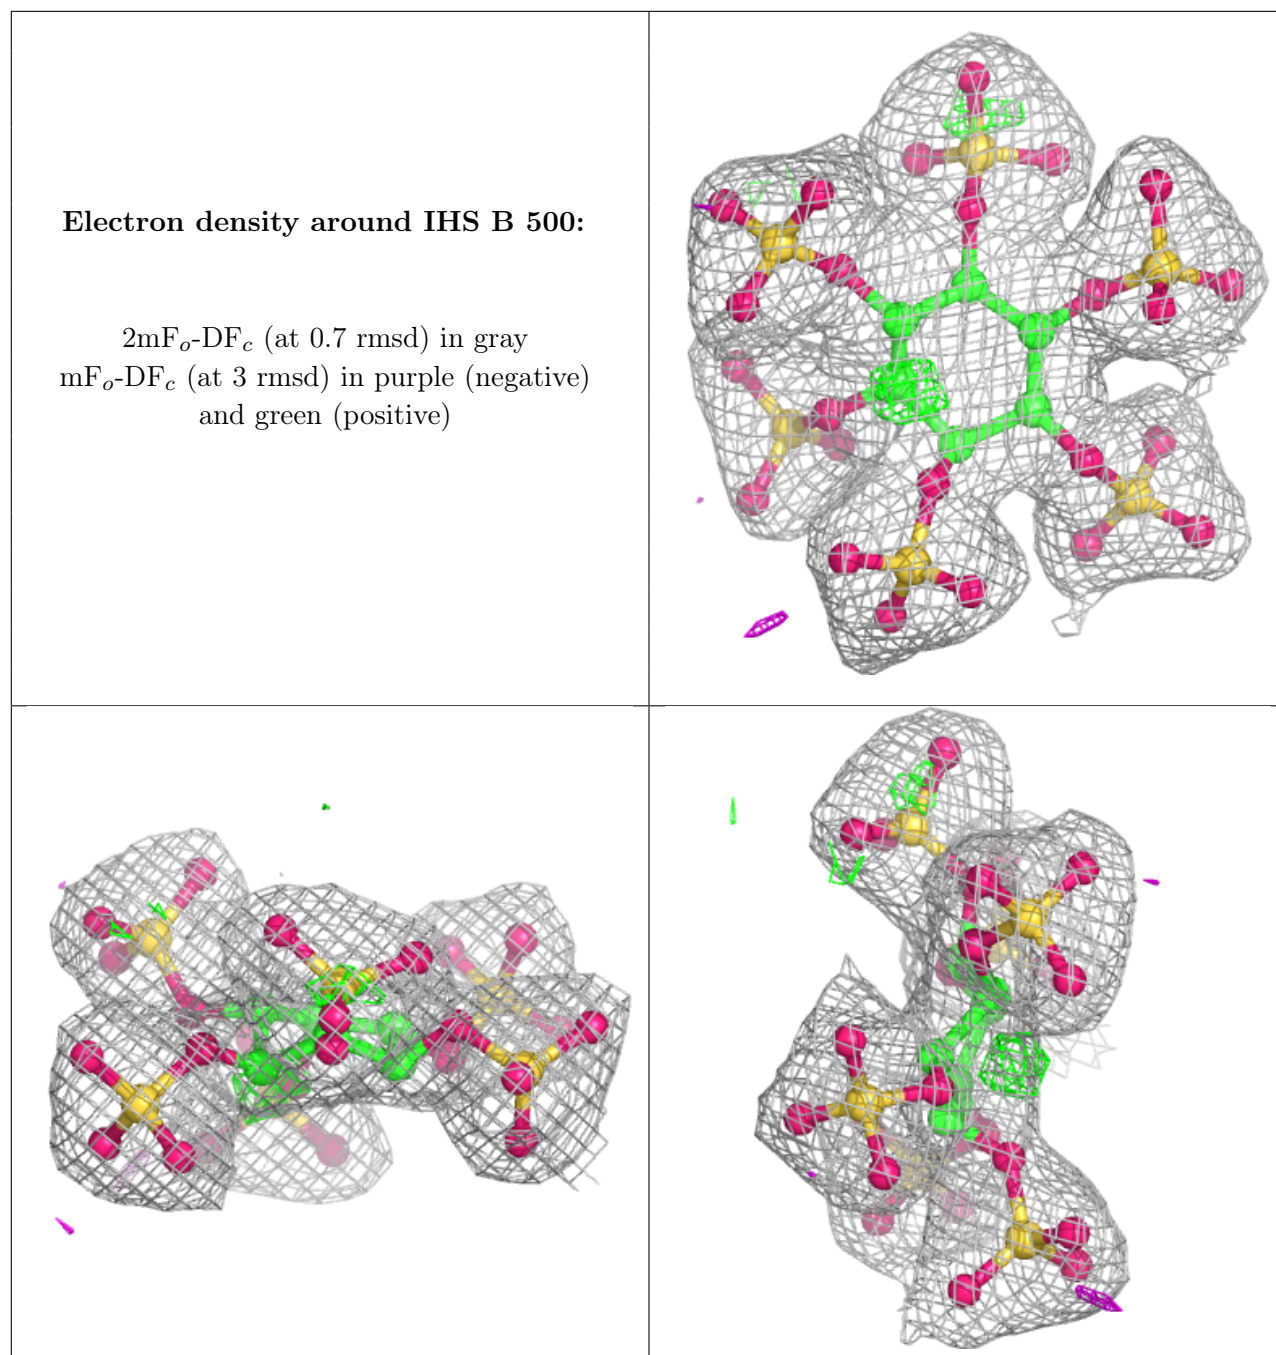 Electron density around IHS B 500:
2mFo-DFc (at 0.7 rmsd) in gray
mFo-DFc (at 3 rmsd) in purple (negative)
and green (positive)